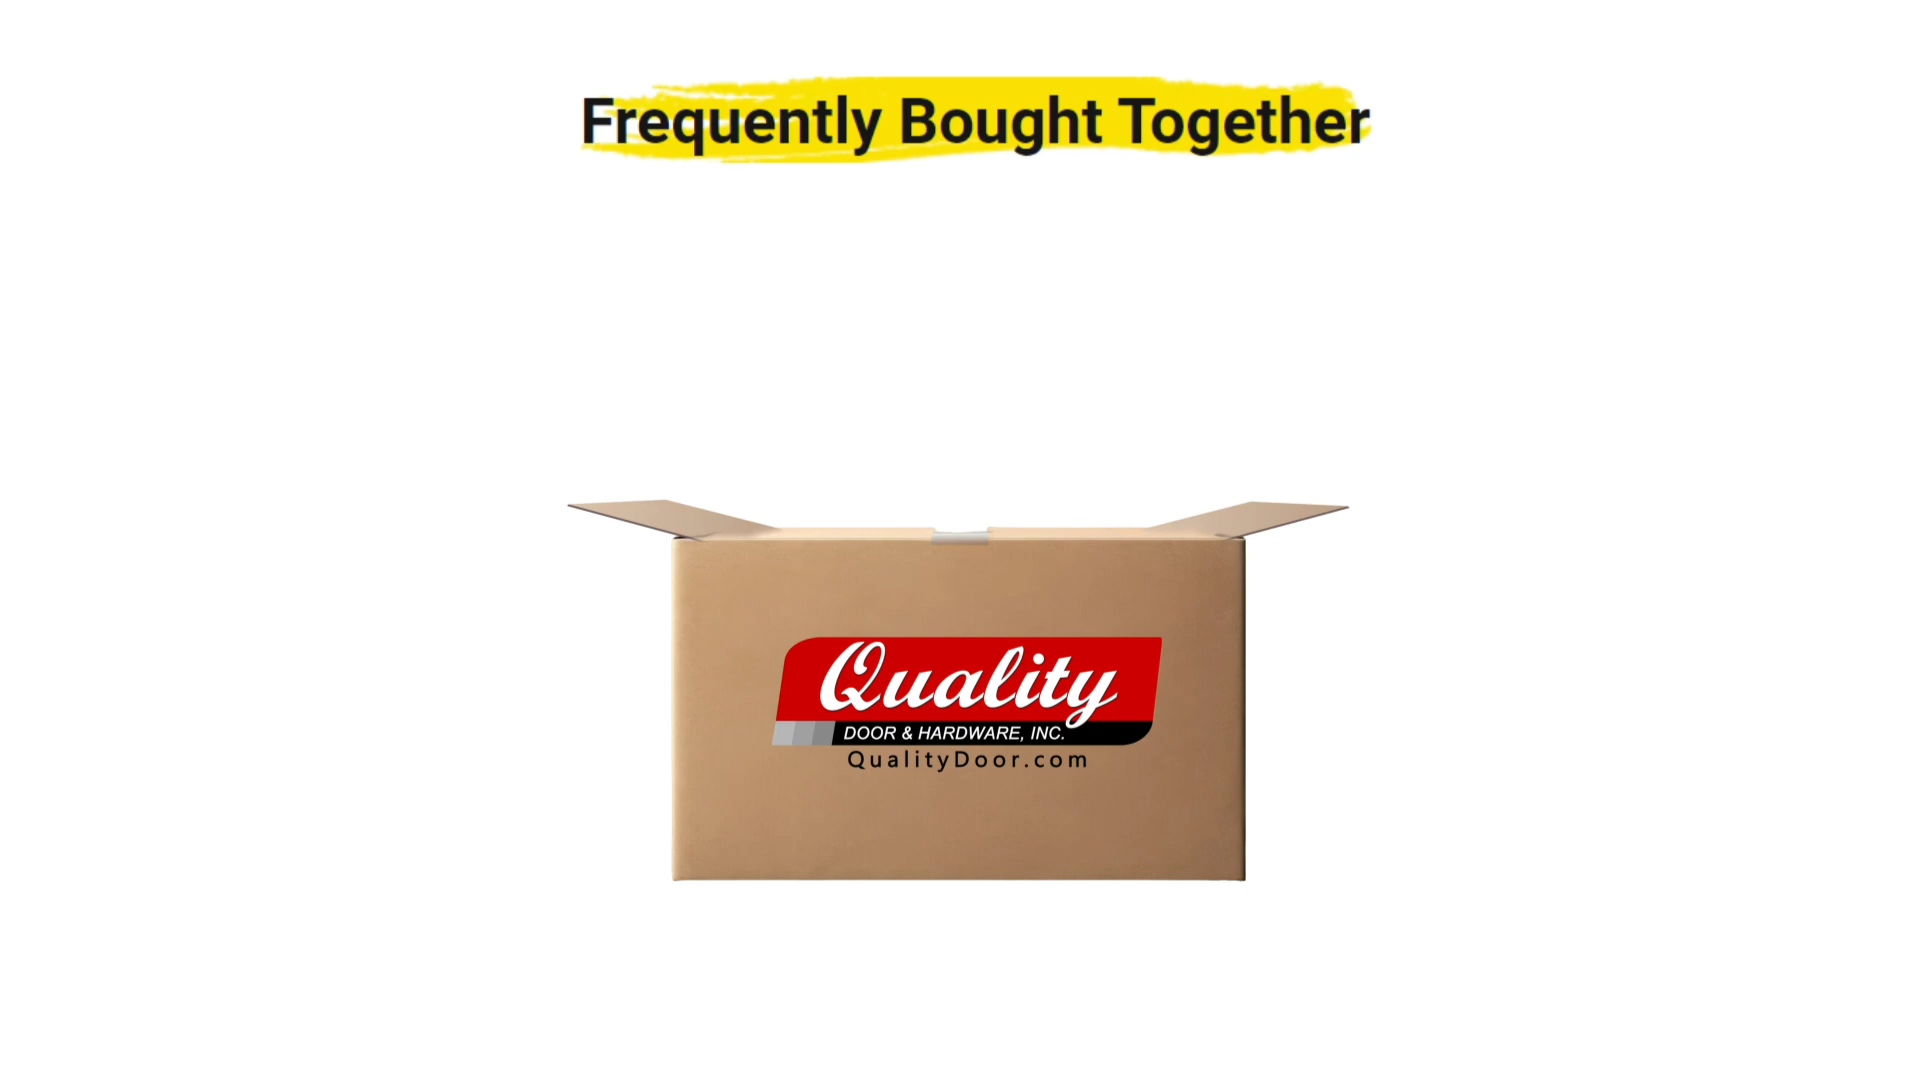 Frequently Bought Together
Quality
DOOR & HARDWARE, INC.
QualityDoor.com